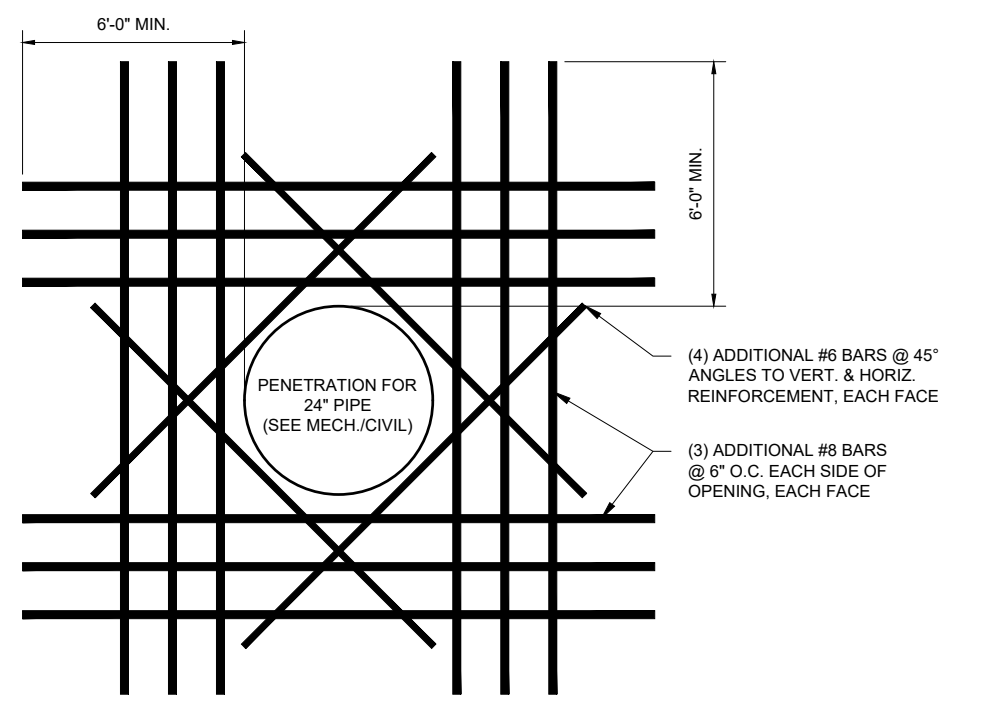 6'-0" MIN.
6'-0" MIN.
PENETRATION FOR
24" PIPE
(SEE MECH./CIVIL)
(4) ADDITIONAL #6 BARS @ 45°
ANGLES TO VERT. & HORIZ.
REINFORCEMENT, EACH FACE
(3) ADDITIONAL #8 BARS
@ 6" O.C. EACH SIDE OF
OPENING, EACH FACE